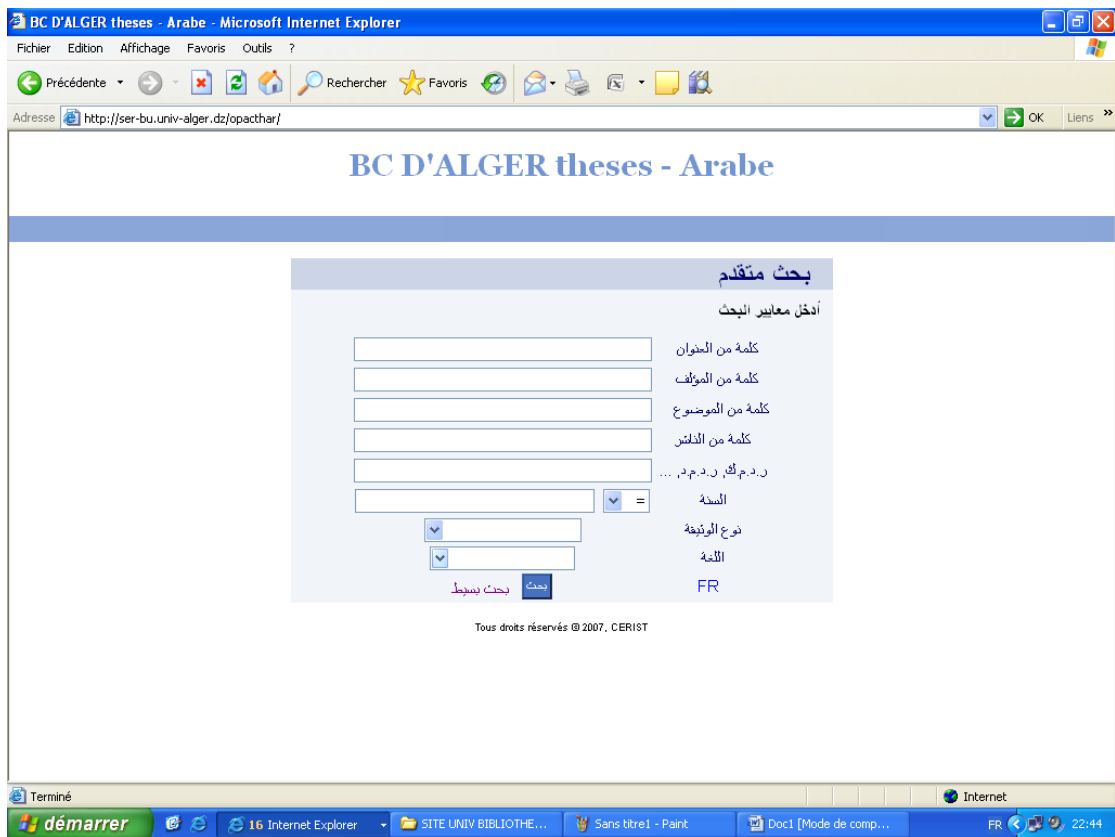 BC D'ALGER theses - Arabe - Microsoft Internet Explorer
Fichier Edition Affichage Favoris Outils ?
Précédente Rechercher Favoris
Adresse http://ser-bu.univ-alger.dz/opacthar/ OK Liens »
BC D'ALGER theses - Arabe
بحث متقدم
أدخل معايير البحث
كلمة من العنوان
كلمة من المؤلف
كلمة من الموضوع
كلمة من الناشر
ر.د.م.ك, ر.د.م.د, ...
السنة =
نوع الوثيقة
اللغة
FR بحث بحث بسيط
Tous droits réservés © 2007, CERIST
Terminé Internet
démarrer 16 Internet Explorer SITE UNIV BIBLIOTHE... Sans titre1 - Paint Doc1 [Mode de comp... FR 22:44